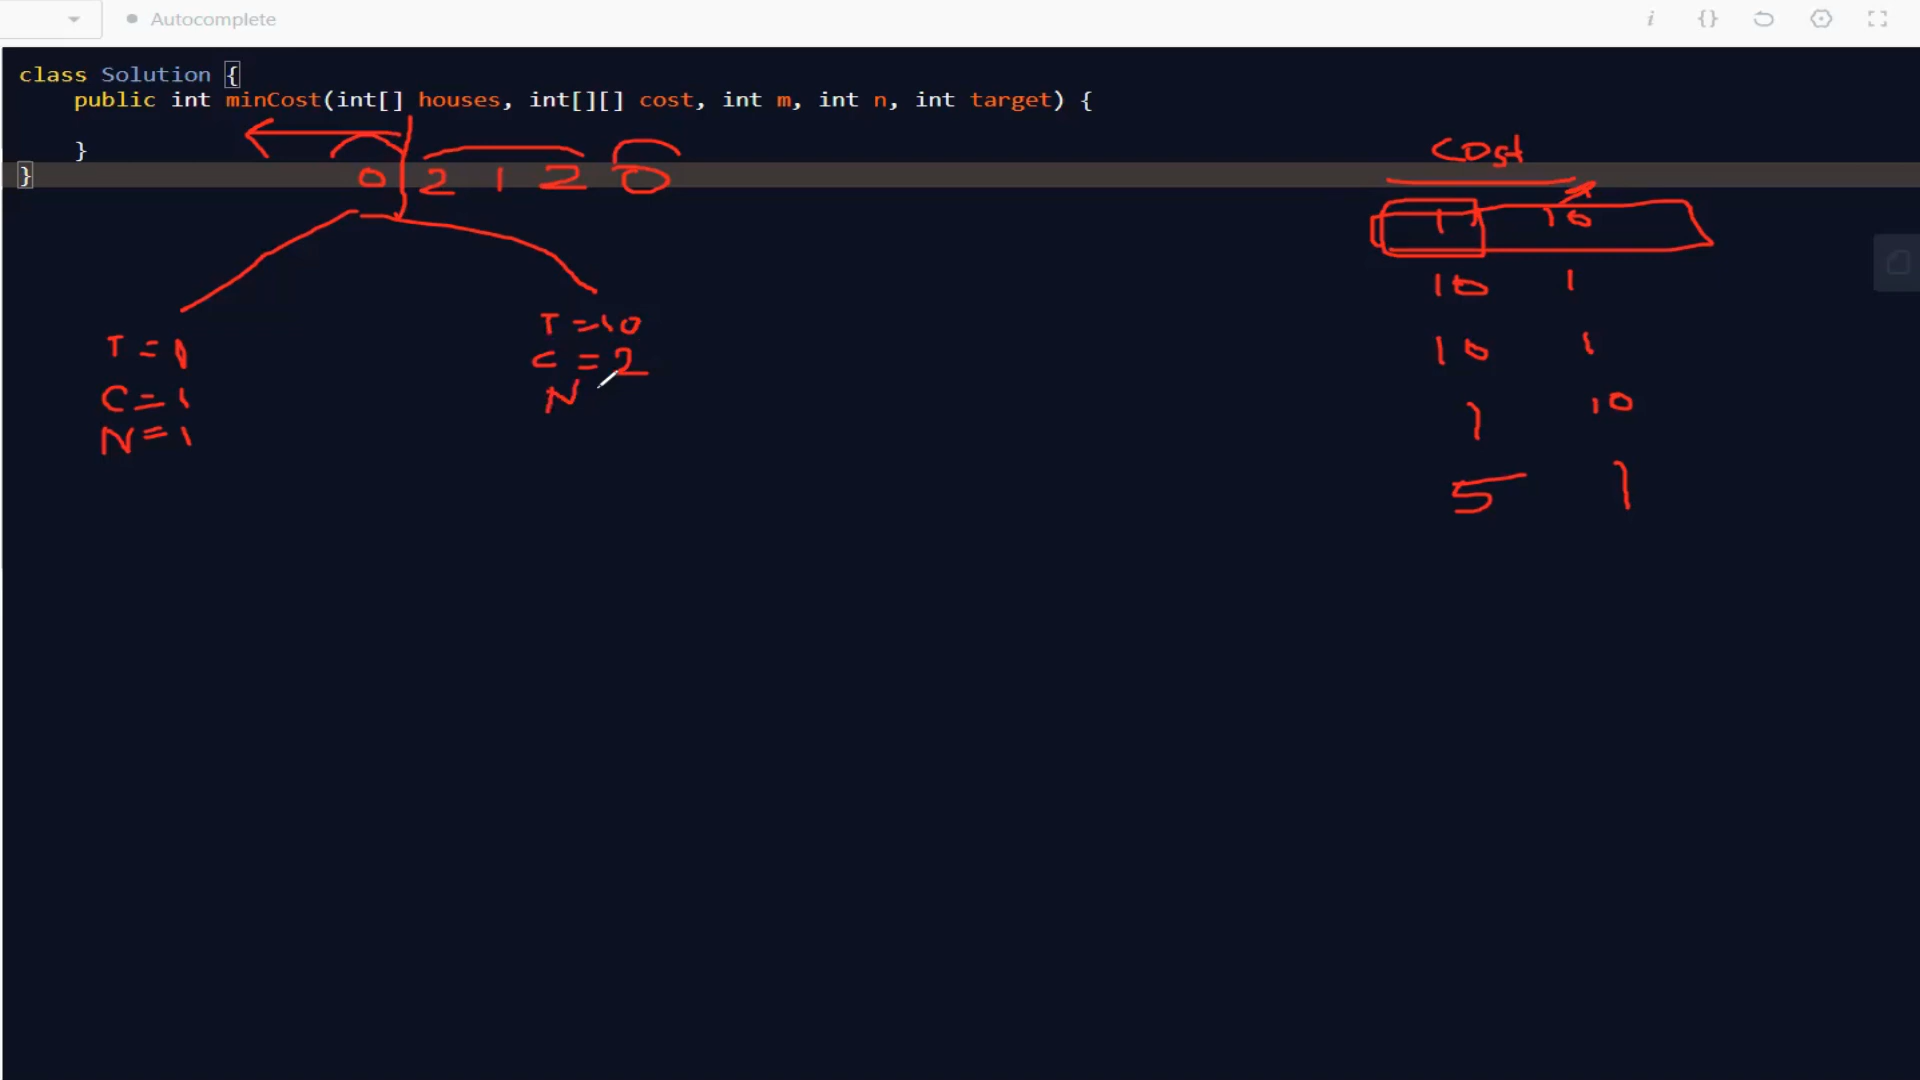 Autocomplete
class Solution {
public int minCost(int[] houses, int[][] cost, int m, int n, int target) {
}
}
0 2 1 2 0
cost
1 10
10 1
10 1
1 10
5 1
T = 1
C = 1
N = 1
T = 10
C = 2
N